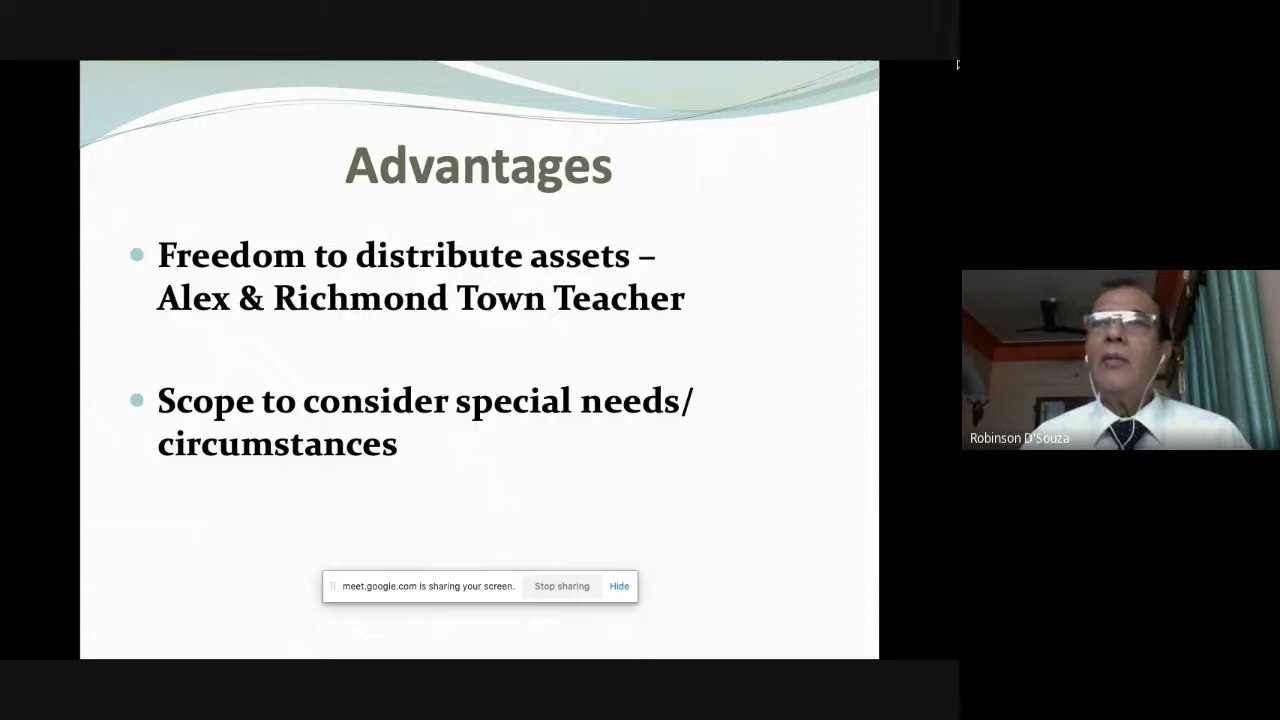 Advantages
Freedom to distribute assets –
Alex & Richmond Town Teacher
Scope to consider special needs/
circumstances
meet.google.com is sharing your screen. Stop sharing Hide
Robinson D'Souza